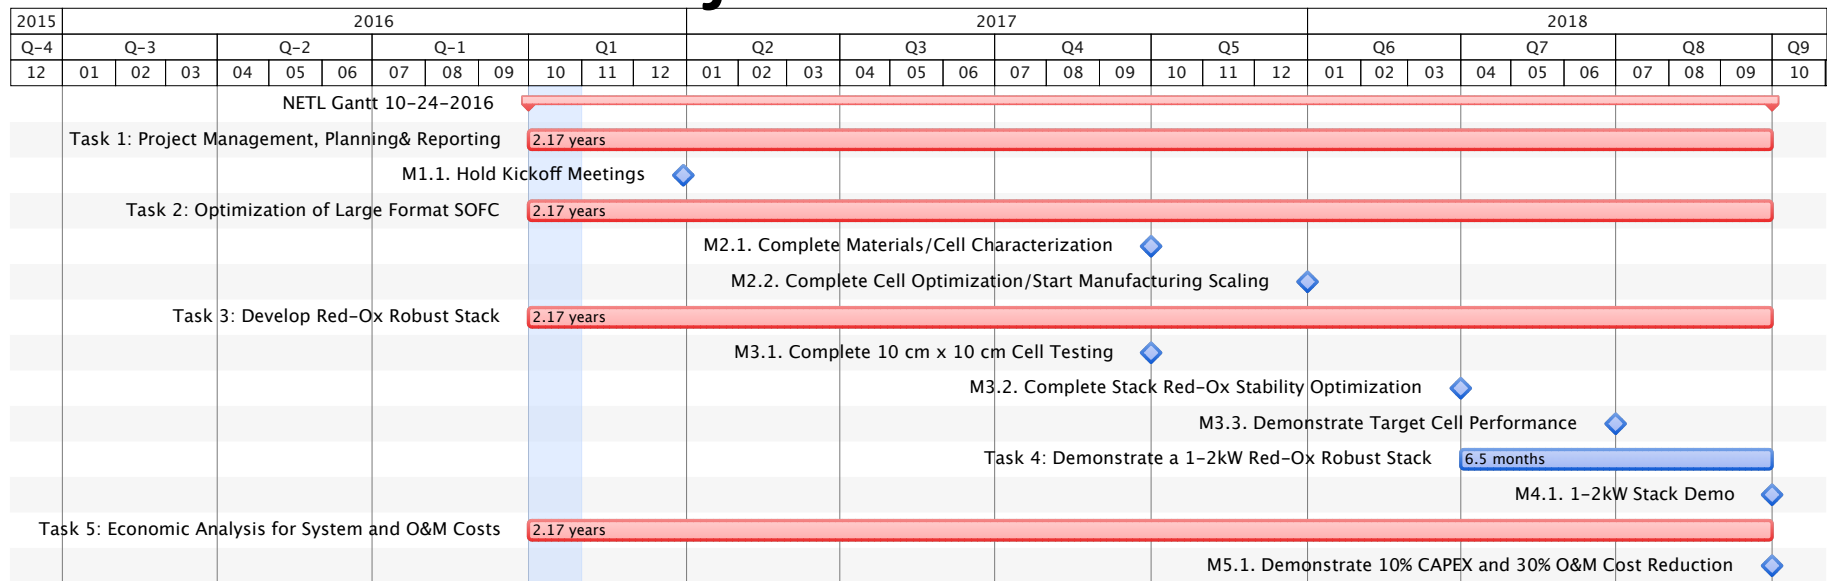 2015 2016 2017 2018
Q-4 Q-3 Q-2 Q-1 Q1 Q2 Q3 Q4 Q5 Q6 Q7 Q8 Q9
12 01 02 03 04 05 06 07 08 09 10 11 12 01 02 03 04 05 06 07 08 09 10 11 12 01 02 03 04 05 06 07 08 09 10
NETL Gantt 10-24-2016
Task 1: Project Management, Planning& Reporting 2.17 years
M1.1. Hold Kickoff Meetings
Task 2: Optimization of Large Format SOFC 2.17 years
M2.1. Complete Materials/Cell Characterization
M2.2. Complete Cell Optimization/Start Manufacturing Scaling
Task 3: Develop Red-Ox Robust Stack 2.17 years
M3.1. Complete 10 cm x 10 cm Cell Testing
M3.2. Complete Stack Red-Ox Stability Optimization
M3.3. Demonstrate Target Cell Performance
Task 4: Demonstrate a 1-2kW Red-Ox Robust Stack 6.5 months
M4.1. 1-2kW Stack Demo
Task 5: Economic Analysis for System and O&M Costs 2.17 years
M5.1. Demonstrate 10% CAPEX and 30% O&M Cost Reduction